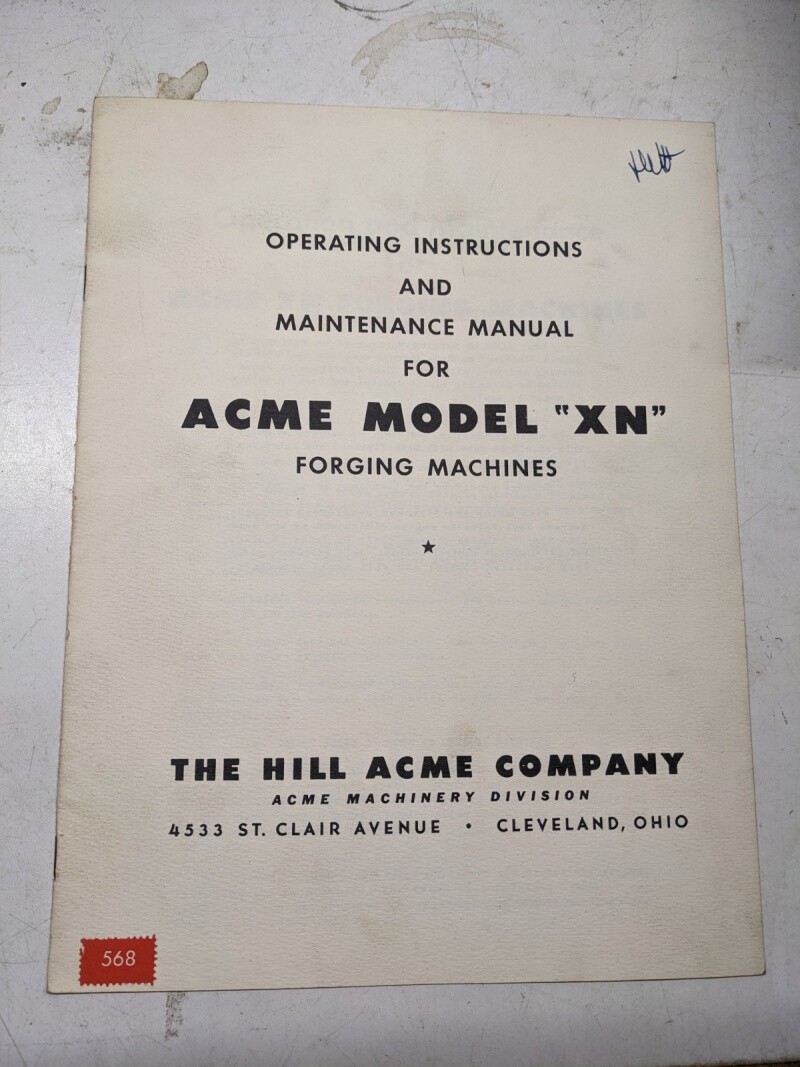 OPERATING INSTRUCTIONS
AND
MAINTENANCE MANUAL
FOR
ACME MODEL "XN"
FORGING MACHINES
★
THE HILL ACME COMPANY
ACME MACHINERY DIVISION
4533 ST. CLAIR AVENUE • CLEVELAND, OHIO
568